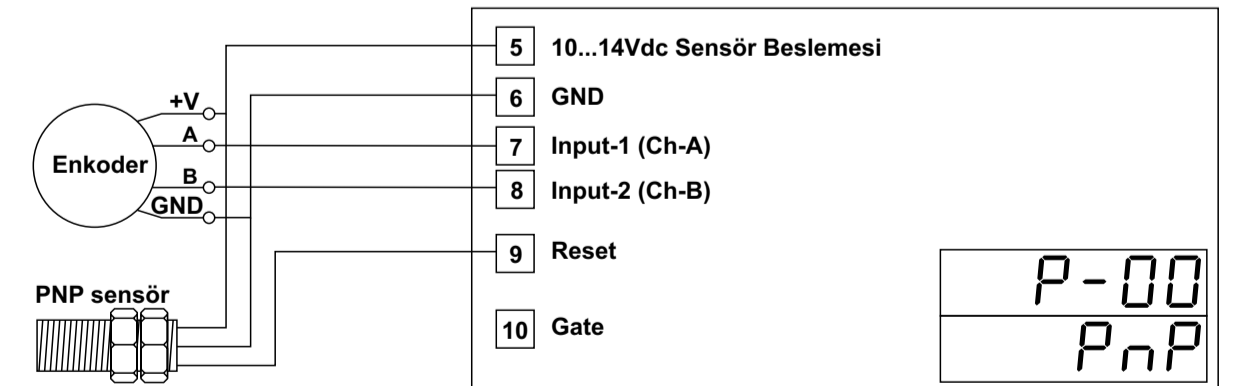 5 10...14Vdc Sensör Beslemesi
6 GND
+V
A
7 Input-1 (Ch-A)
Enkoder
B
8 Input-2 (Ch-B)
GND
9 Reset
P-00
PNP sensör
10 Gate
PnP